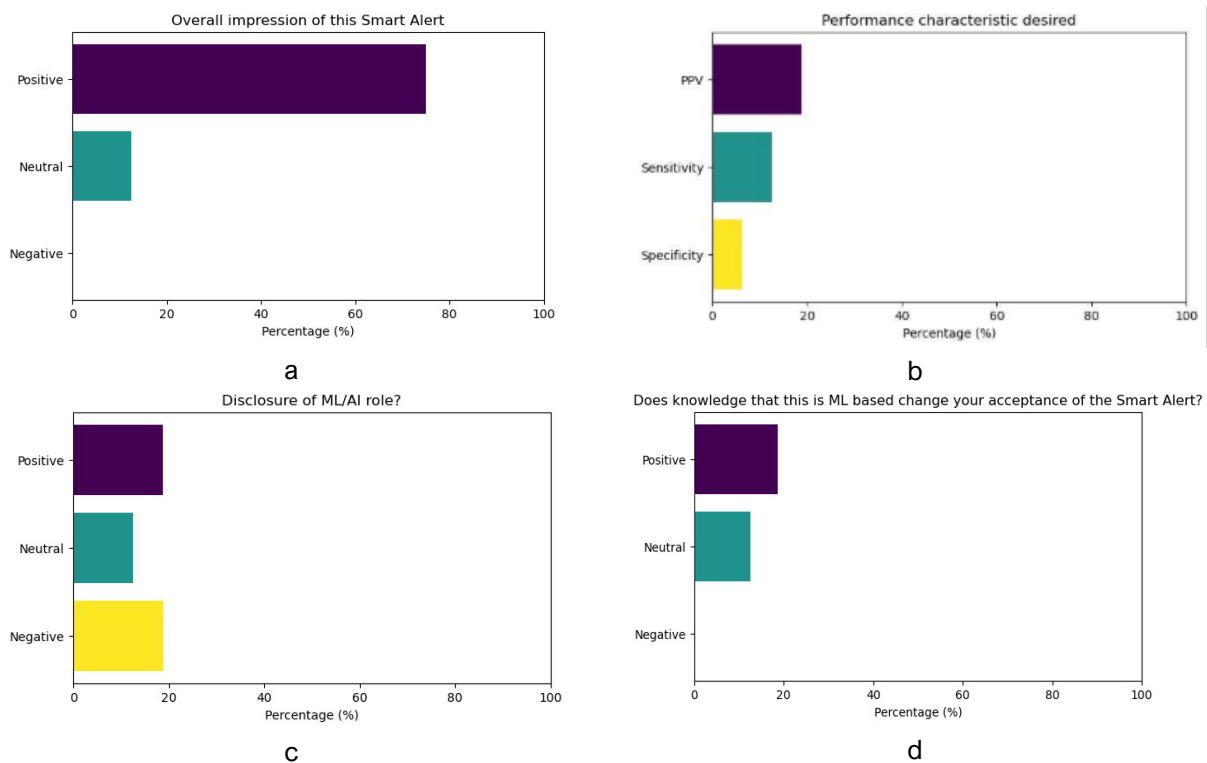 Overall impression of this Smart Alert
Positive
Neutral
Negative
0 20 40 60 80 100
Percentage (%)
a
Performance characteristic desired
PPV
Sensitivity
Specificity
0 20 40 60 80 100
Percentage (%)
b
Disclosure of ML/AI role?
Positive
Neutral
Negative
0 20 40 60 80 100
Percentage (%)
c
Does knowledge that this is ML based change your acceptance of the Smart Alert?
Positive
Neutral
Negative
0 20 40 60 80 100
Percentage (%)
d